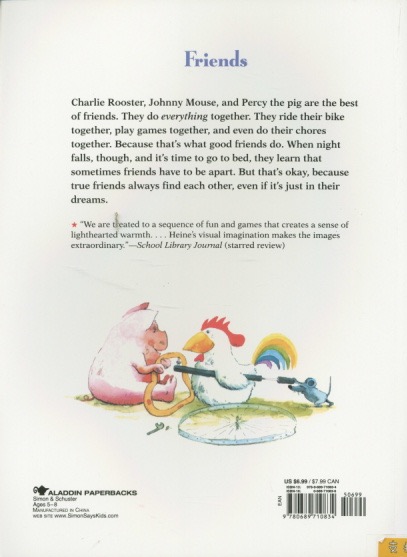 Friends
Charlie Rooster, Johnny Mouse, and Percy the pig are the best
of friends. They do everything together. They ride their bike
together, play games together, and even do their chores
together. Because that's what good friends do. When night
falls, though, and it's time to go to bed, they learn that
sometimes friends have to be apart. But that's okay, because
true friends always find each other, even if it's just in their
dreams.
★ "We are treated to a sequence of fun and games that creates a sense of
lighthearted warmth. . . . Heine's visual imagination makes the images
extraordinary."—School Library Journal (starred review)
ALADDIN PAPERBACKS
Simon & Schuster
Ages 5–8
Manufactured in China
WEB SITE www.SimonSaysKids.com
US $6.99 / $7.99 CAN
50699
EAN
9 780689 710834